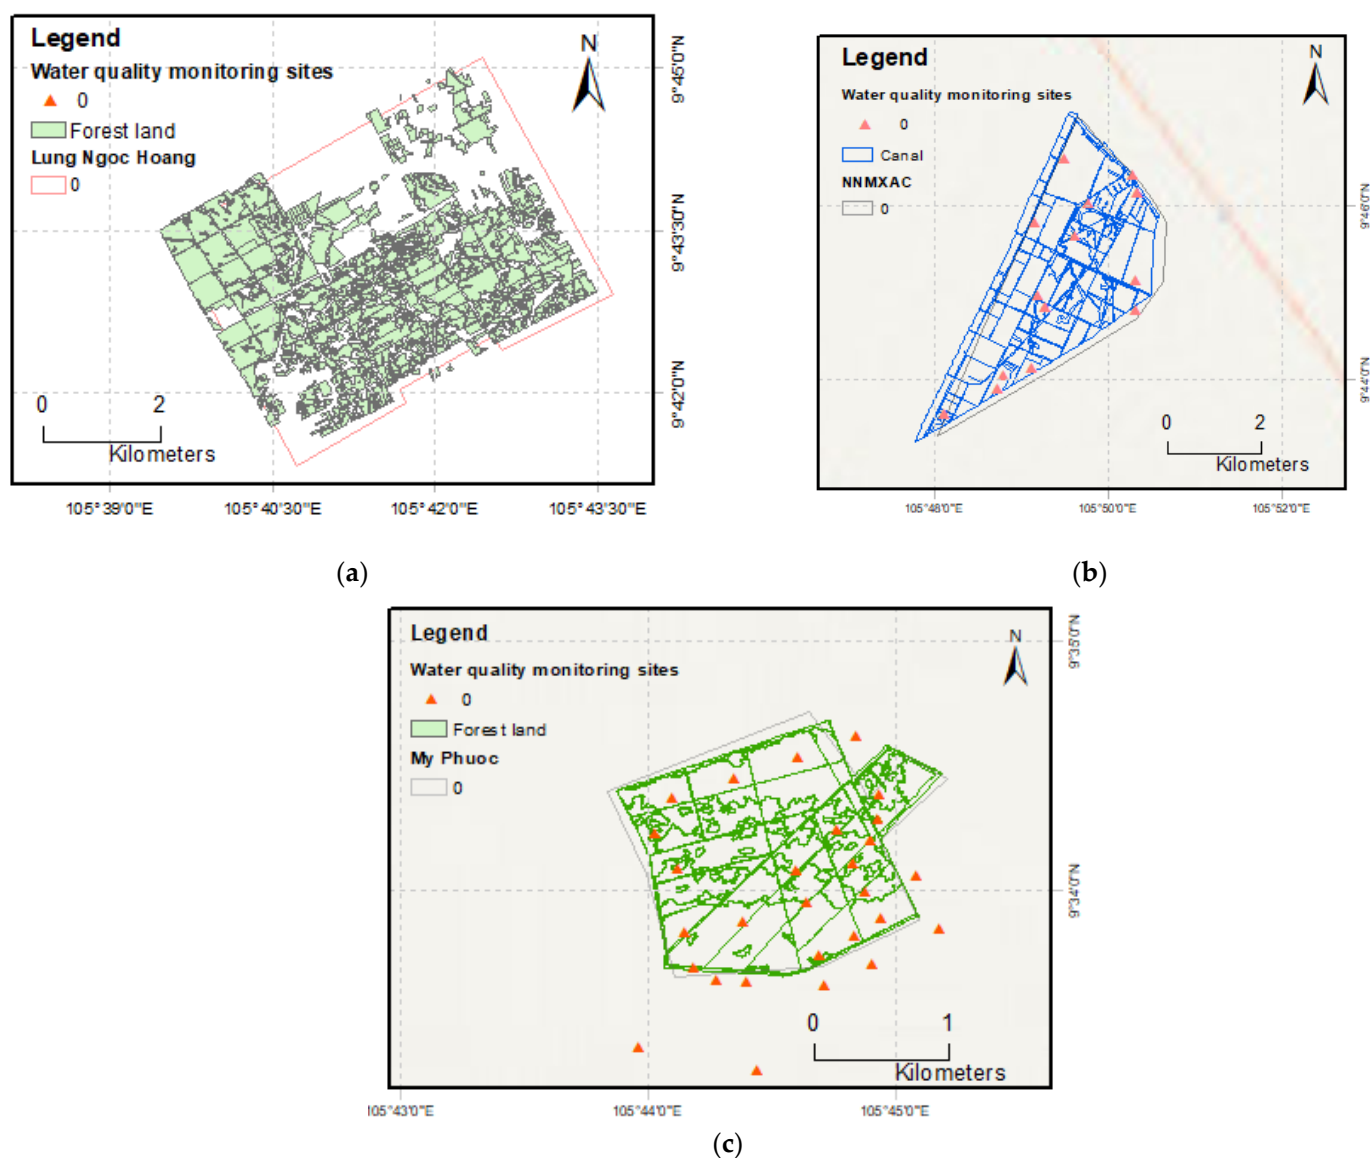 Legend
Water quality monitoring sites
0
Forest land
Lung Ngoc Hoang
0
N
9°45'0"N
9°43'30"N
9°42'0"N
0 2
Kilometers
105°39'0"E 105°40'30"E 105°42'0"E 105°43'30"E
(a)
Legend
Water quality monitoring sites
0
Canal
NNMXAC
0
N
9°46'0"N
9°44'0"N
0 2
Kilometers
105°48'0"E 105°50'0"E 105°52'0"E
(b)
Legend
Water quality monitoring sites
0
Forest land
My Phuoc
0
N
9°35'0"N
9°34'0"N
0 1
Kilometers
105°43'0"E 105°44'0"E 105°45'0"E
(c)